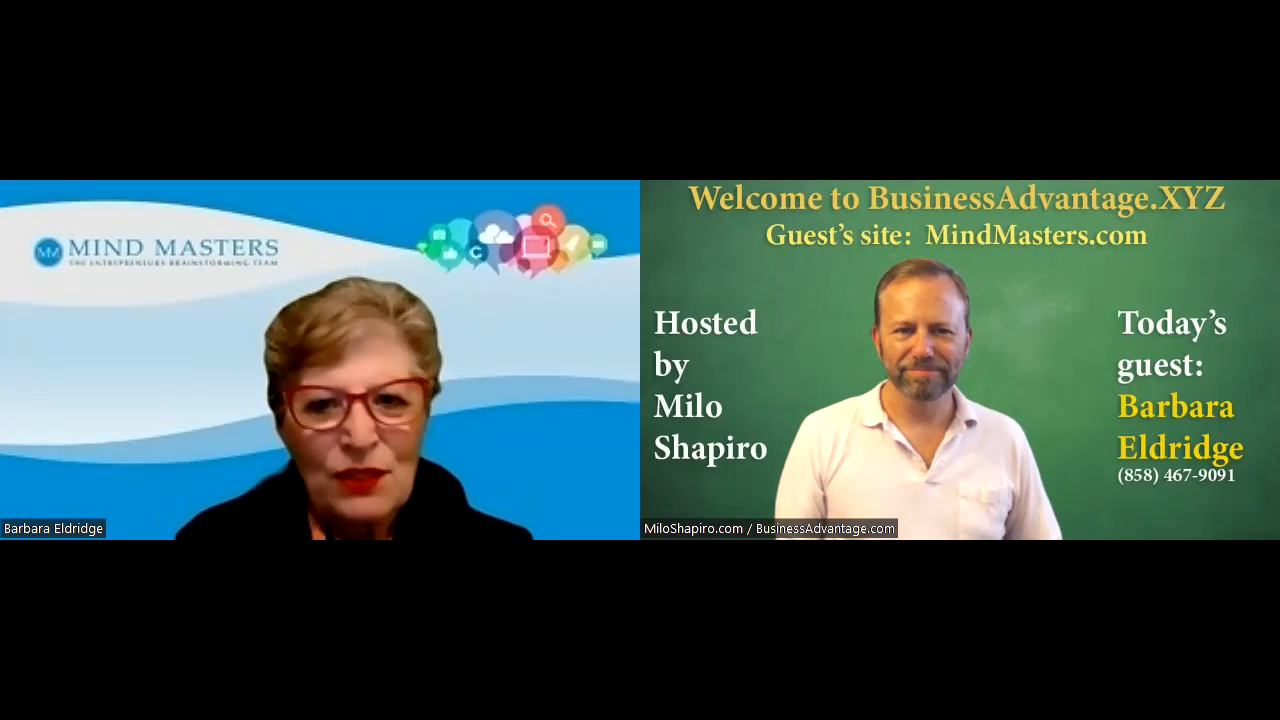 MM MIND MASTERS
THE ENTREPRENEURS BRAINSTORMING TEAM
Barbara Eldridge
Welcome to BusinessAdvantage.XYZ
Guest's site: MindMasters.com
Hosted
by
Milo
Shapiro
Today's
guest:
Barbara
Eldridge
(858) 467-9091
MiloShapiro.com / BusinessAdvantage.com